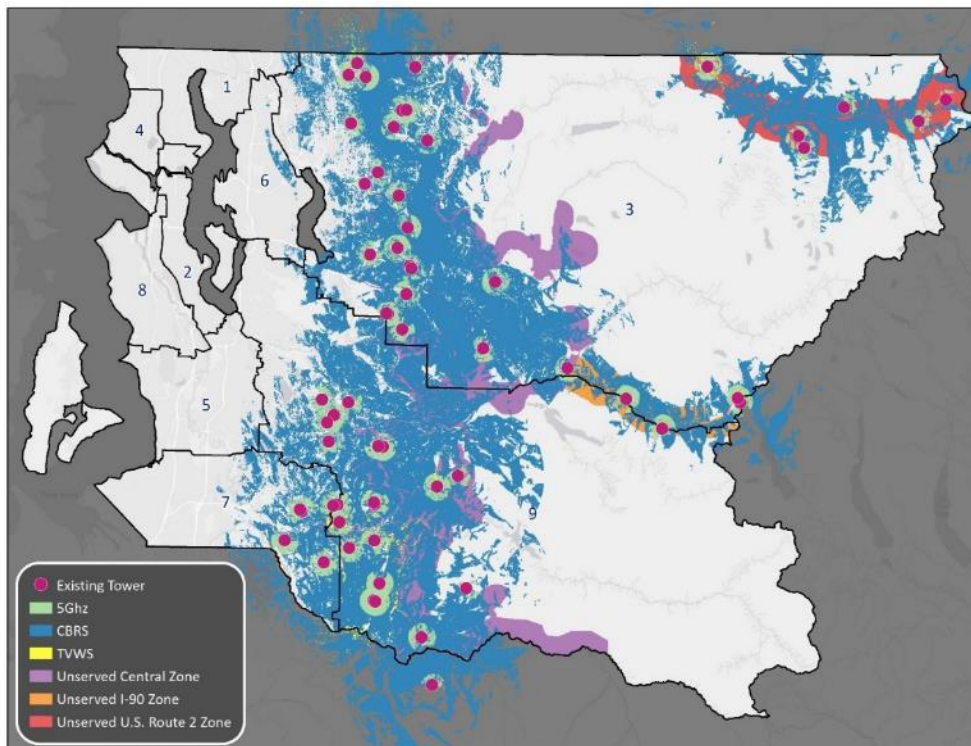 1
4
6
3
2
8
5
7
9
Existing Tower
5Ghz
CBRS
TVWS
Unserved Central Zone
Unserved I-90 Zone
Unserved U.S. Route 2 Zone